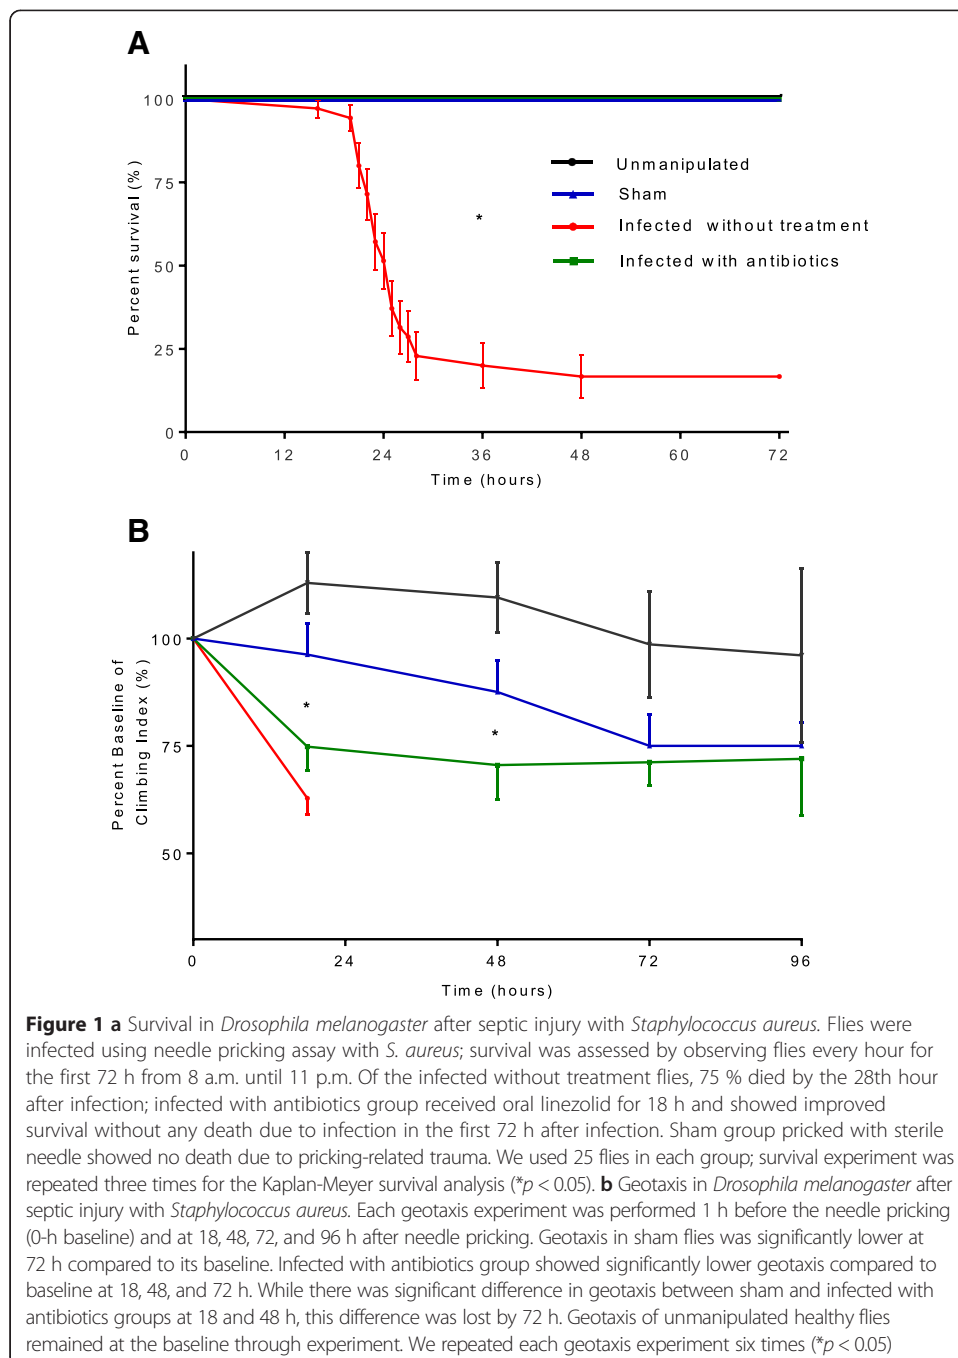 A
100
75
50
25
0
Percent survival (%)
Unmanipulated
Sham
Infected without treatment
Infected with antibiotics
*
0 12 24 36 48 60 72
Time (hours)
B
100
75
50
Percent Baseline of
Climbing Index (%)
*
*
0 24 48 72 96
Time (hours)
Figure 1 a Survival in Drosophila melanogaster after septic injury with Staphylococcus aureus. Flies were
infected using needle pricking assay with S. aureus; survival was assessed by observing flies every hour for
the first 72 h from 8 a.m. until 11 p.m. Of the infected without treatment flies, 75 % died by the 28th hour
after infection; infected with antibiotics group received oral linezolid for 18 h and showed improved
survival without any death due to infection in the first 72 h after infection. Sham group pricked with sterile
needle showed no death due to pricking-related trauma. We used 25 flies in each group; survival experiment was
repeated three times for the Kaplan-Meyer survival analysis (*p < 0.05). b Geotaxis in Drosophila melanogaster after
septic injury with Staphylococcus aureus. Each geotaxis experiment was performed 1 h before the needle pricking
(0-h baseline) and at 18, 48, 72, and 96 h after needle pricking. Geotaxis in sham flies was significantly lower at
72 h compared to its baseline. Infected with antibiotics group showed significantly lower geotaxis compared to
baseline at 18, 48, and 72 h. While there was significant difference in geotaxis between sham and infected with
antibiotics groups at 18 and 48 h, this difference was lost by 72 h. Geotaxis of unmanipulated healthy flies
remained at the baseline through experiment. We repeated each geotaxis experiment six times (*p < 0.05)